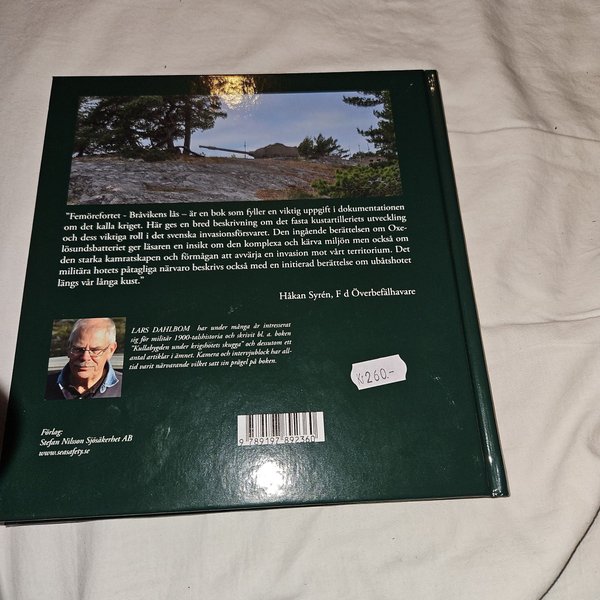 "Femörefortet - Bråvikens lås – är en bok som fyller en viktig uppgift i dokumentationen
om det kalla kriget. Här ges en bred beskrivning om det fasta kustartilleriets utveckling
och dess viktiga roll i det svenska invasionsförsvaret. Den ingående berättelsen om Oxe-
lösundsbatteriet ger läsaren en insikt om den komplexa och kärva miljön men också om
den starka kamratskapen och förmågan att avvärja en invasion mot vårt territorium. Det
militära hotets påtagliga närvaro beskrivs också med en initierad berättelse om ubåtshotet
längs vår långa kust."
Håkan Syrén, F d Överbefälhavare
LARS DAHLBOM har under många år intresserat
sig för militär 1900-talshistoria och skrivit bl. a. boken
"Kullabygden under krigshotets skugga" och dessutom ett
antal artiklar i ämnet. Kamera och intervjublock har all-
tid varit närvarande vilket satt sin prägel på boken.
Kr 260.-
Förlag:
Stefan Nilsson Sjösäkerhet AB
www.seasafety.se
9 789197 892360